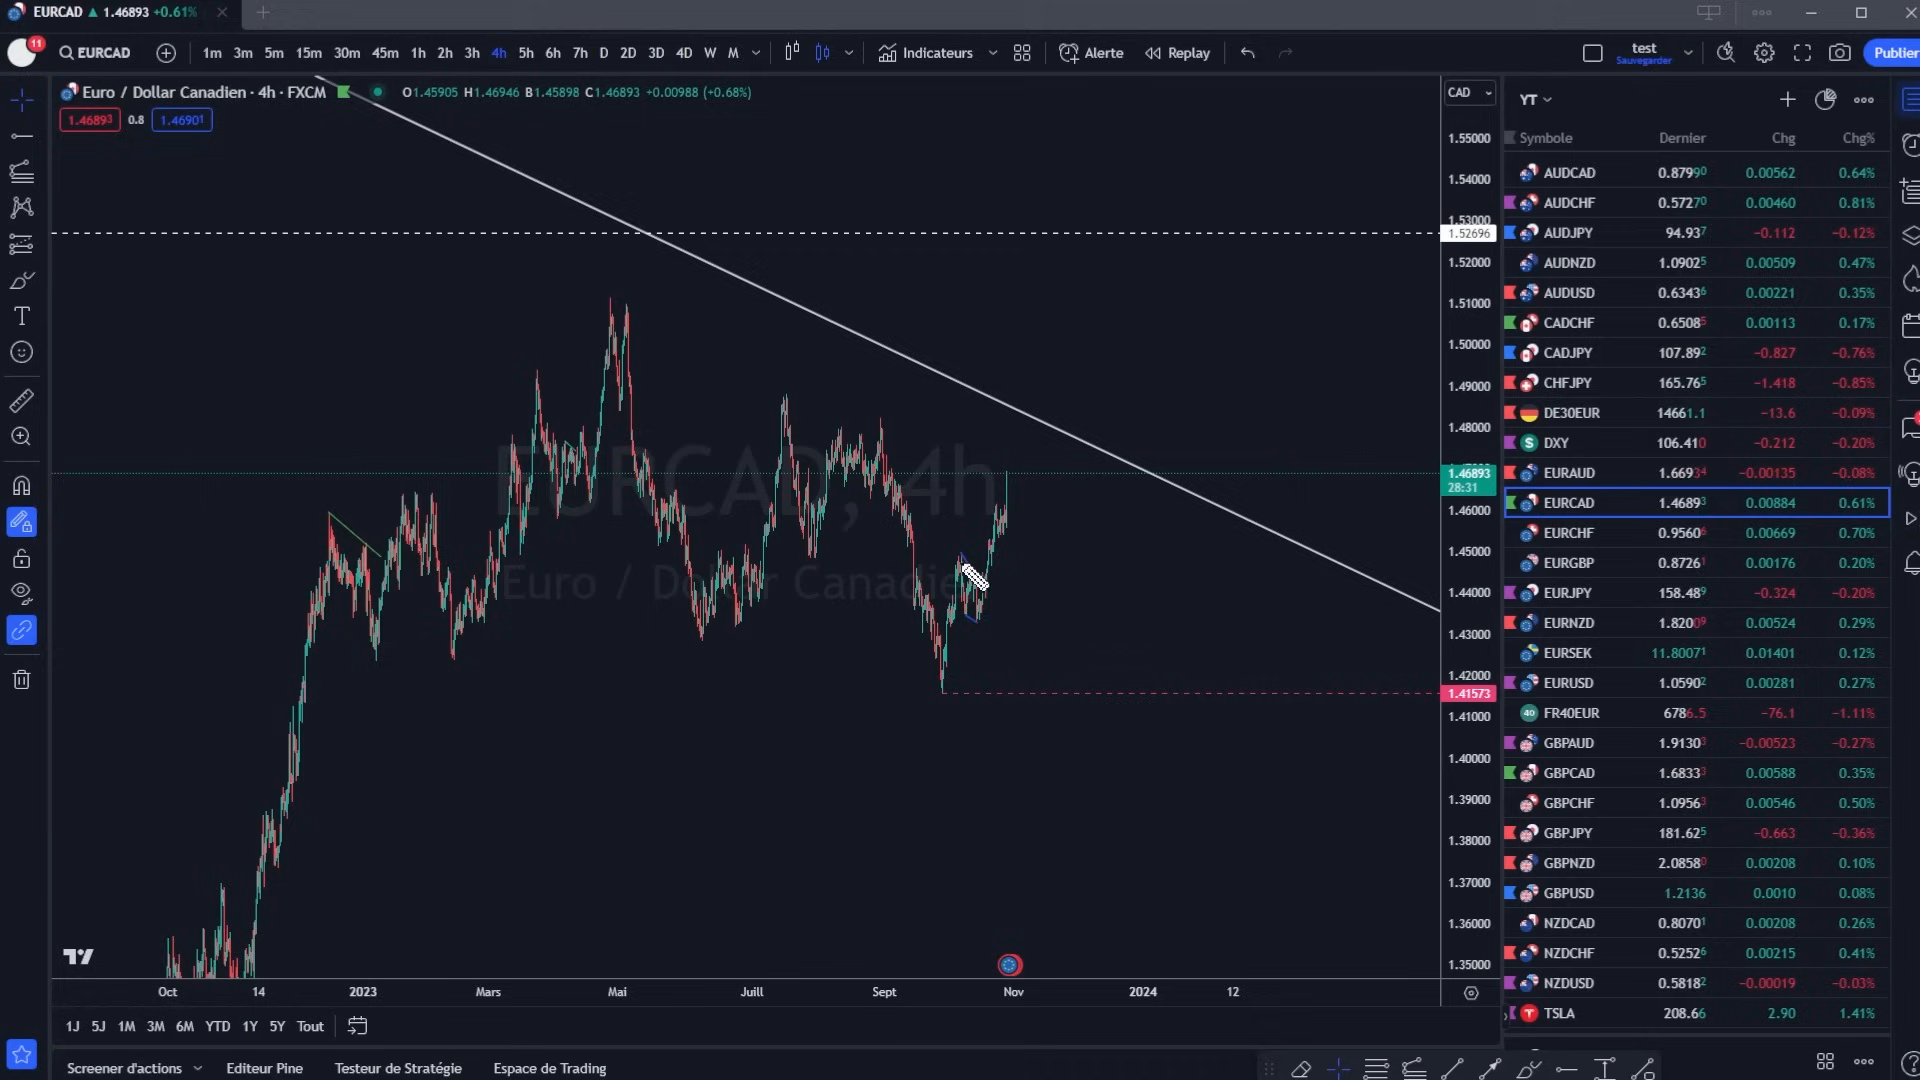 EURCAD ▲ 1.46893 +0.61%
11
EURCAD 1m 3m 5m 15m 30m 45m 1h 2h 3h 4h 5h 6h 7h D 2D 3D 4D W M Indicateurs Alerte Replay test Sauvegarder Publier
Euro / Dollar Canadien · 4h · FXCM O1.45905 H1.46946 B1.45898 C1.46893 +0.00988 (+0.68%)
1.46893 0.8 1.46901
CAD
1.55000
1.54000
1.53000
1.52696
1.52000
1.51000
1.50000
1.49000
1.48000
1.46893
28:31
1.46000
1.45000
1.44000
1.43000
1.42000
1.41573
1.41000
1.40000
1.39000
1.38000
1.37000
1.36000
1.35000
EURCAD, 4h
Euro / Dollar Canadie
Oct 14 2023 Mars Mai Juill Sept Nov 2024 12
1J 5J 1M 3M 6M YTD 1Y 5Y Tout
Screener d'actions Editeur Pine Testeur de Stratégie Espace de Trading
YT
Symbole Dernier Chg Chg%
AUDCAD 0.87990 0.00562 0.64%
AUDCHF 0.57270 0.00460 0.81%
AUDJPY 94.937 −0.112 −0.12%
AUDNZD 1.09025 0.00509 0.47%
AUDUSD 0.63436 0.00221 0.35%
CADCHF 0.65085 0.00113 0.17%
CADJPY 107.892 −0.827 −0.76%
CHFJPY 165.765 −1.418 −0.85%
DE30EUR 14661.1 −13.6 −0.09%
DXY 106.410 −0.212 −0.20%
EURAUD 1.66934 −0.00135 −0.08%
EURCAD 1.46893 0.00884 0.61%
EURCHF 0.95606 0.00669 0.70%
EURGBP 0.87261 0.00176 0.20%
EURJPY 158.489 −0.324 −0.20%
EURNZD 1.82009 0.00524 0.29%
EURSEK 11.80071 0.01401 0.12%
EURUSD 1.05902 0.00281 0.27%
40 FR40EUR 6786.5 −76.1 −1.11%
GBPAUD 1.91303 −0.00523 −0.27%
GBPCAD 1.68333 0.00588 0.35%
GBPCHF 1.09563 0.00546 0.50%
GBPJPY 181.625 −0.663 −0.36%
GBPNZD 2.08580 0.00208 0.10%
GBPUSD 1.2136 0.0010 0.08%
NZDCAD 0.80701 0.00208 0.26%
NZDCHF 0.52526 0.00215 0.41%
NZDUSD 0.58182 −0.00019 −0.03%
TSLA 208.66 2.90 1.41%